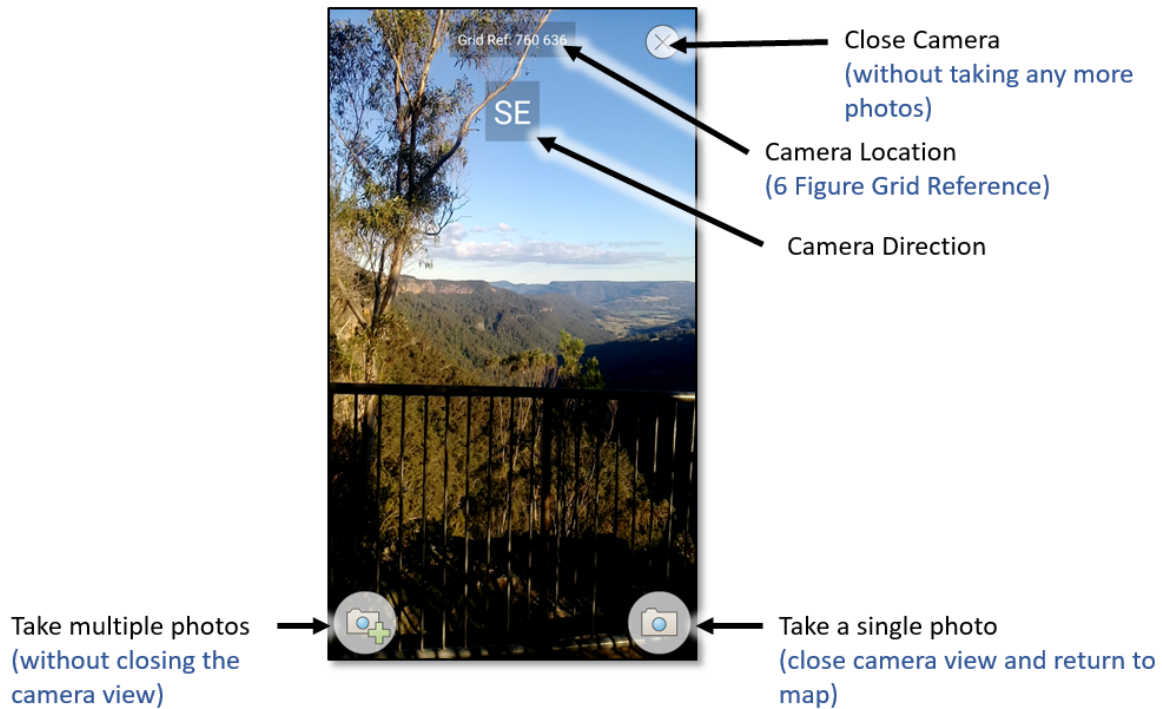 Grid Ref: 760 636
SE
Close Camera
(without taking any more
photos)
Camera Location
(6 Figure Grid Reference)
Camera Direction
Take multiple photos
(without closing the
camera view)
Take a single photo
(close camera view and return to
map)